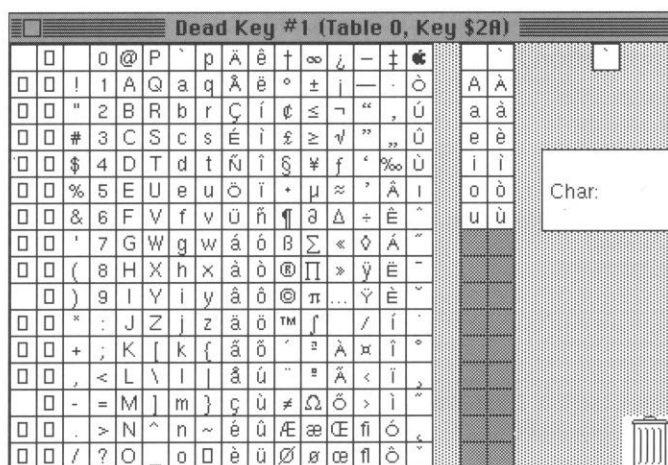 Dead Key #1 (Table 0, Key $2A)
0 @ P ` p Ä ê † ∞ ¿ – ‡ ` `
! 1 A Q a q Å ë ° ± ¡ — · Ò A À
" 2 B R b r Ç í ¢ ≤ ¬ “ ‚ Ú a à
# 3 C S c s É ì £ ≥ √ ” „ Û e è
$ 4 D T d t Ñ î § ¥ ƒ ‘ ‰ Ù i ì
% 5 E U e u Ö ï • µ ≈ ’ Â ı o ò
Char:
& 6 F V f v Ü ñ ¶ ∂ ∆ ÷ Ê ˆ u ù
' 7 G W g w á ó ß ∑ « ◊ Á ˜
( 8 H X h x à ò ® ∏ » ÿ Ë ¯
) 9 I Y i y â ô © π … Ÿ È ˘
* : J Z j z ä ö ™ ∫ / Í ˙
+ ; K [ k { ã õ ´ ª À ¤ Î ˚
, < L \ l | å ú ¨ º Ã ‹ Ï ¸
- = M ] m } ç ù ≠ Ω Õ › Ì ˝
. > N ^ n ~ é û Æ æ Œ fi Ó ˛
/ ? O _ o è ü Ø ø œ fl Ô ˇ